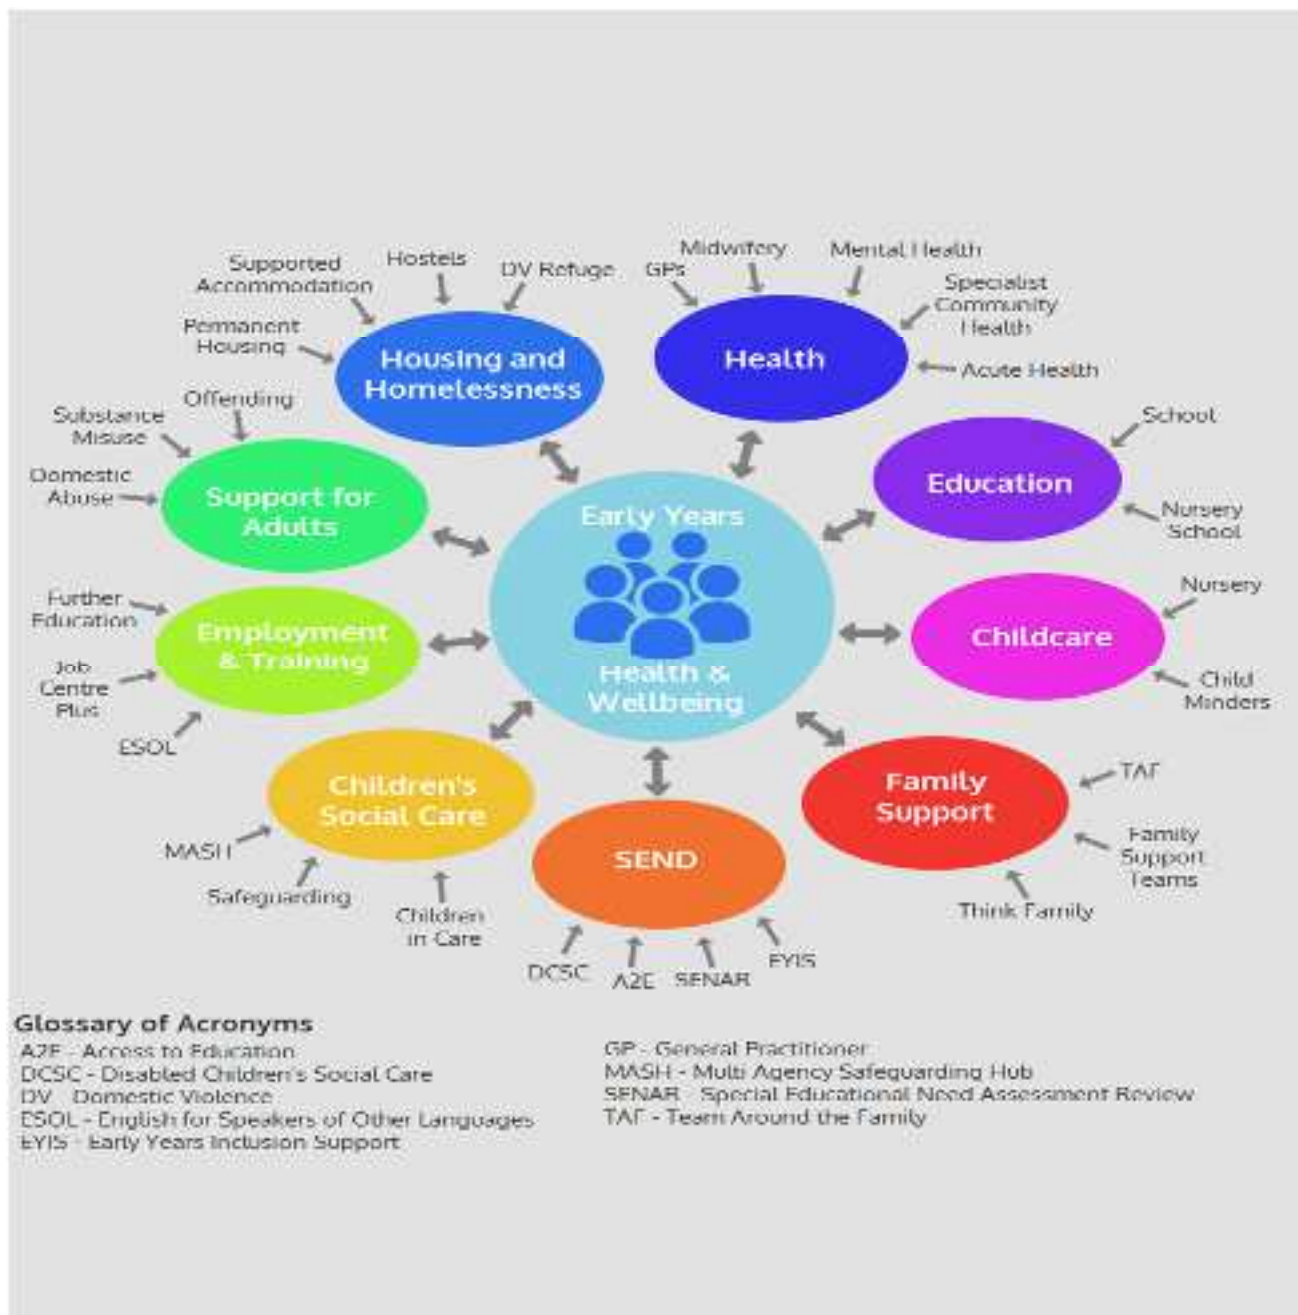 Supported
Accommodation
Hostels
DV Refuge
Permanent
Housing
Housing and
Homelessness
GPs
Midwifery
Mental Health
Specialist
Community
Health
Acute Health
Health
School
Nursery
School
Education
Nursery
Child
Minders
Childcare
TAF
Family
Support
Teams
Think Family
Family
Support
EYIS
SENAR
A2E
DCSC
SEND
Children
in Care
Safeguarding
MASH
Children's
Social Care
ESOL
Job
Centre
Plus
Further
Education
Employment
& Training
Domestic
Abuse
Substance
Misuse
Offending
Support for
Adults
Early Years
Health &
Wellbeing
Glossary of Acronyms
A2E - Access to Education
DCSC - Disabled Children's Social Care
DV - Domestic Violence
ESOL - English for Speakers of Other Languages
EYIS - Early Years Inclusion Support
GP - General Practitioner
MASH - Multi Agency Safeguarding Hub
SENAR - Special Educational Need Assessment Review
TAF - Team Around the Family